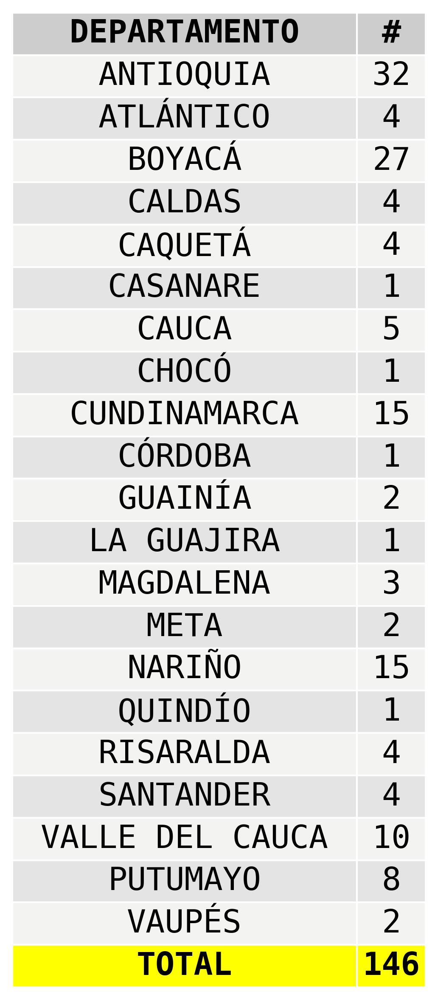 DEPARTAMENTO #
ANTIOQUIA 32
ATLÁNTICO 4
BOYACÁ 27
CALDAS 4
CAQUETÁ 4
CASANARE 1
CAUCA 5
CHOCÓ 1
CUNDINAMARCA 15
CÓRDOBA 1
GUAINÍA 2
LA GUAJIRA 1
MAGDALENA 3
META 2
NARIÑO 15
QUINDÍO 1
RISARALDA 4
SANTANDER 4
VALLE DEL CAUCA 10
PUTUMAYO 8
VAUPÉS 2
TOTAL 146